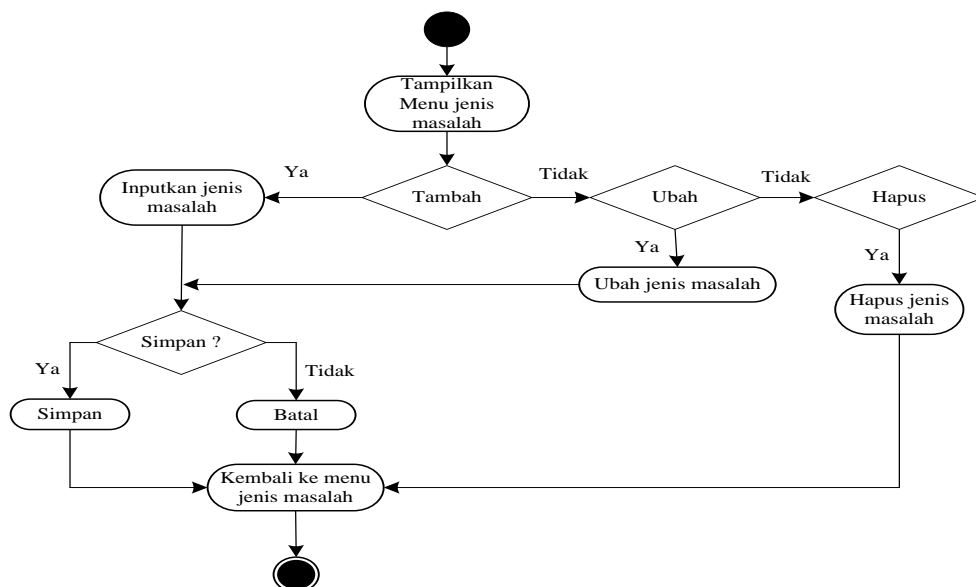 Tampilkan
Menu jenis
masalah
Ya
Tidak
Tidak
Inputkan jenis
masalah
Tambah
Ubah
Hapus
Ya
Ya
Ubah jenis masalah
Hapus jenis
masalah
Simpan ?
Ya
Tidak
Simpan
Batal
Kembali ke menu
jenis masalah